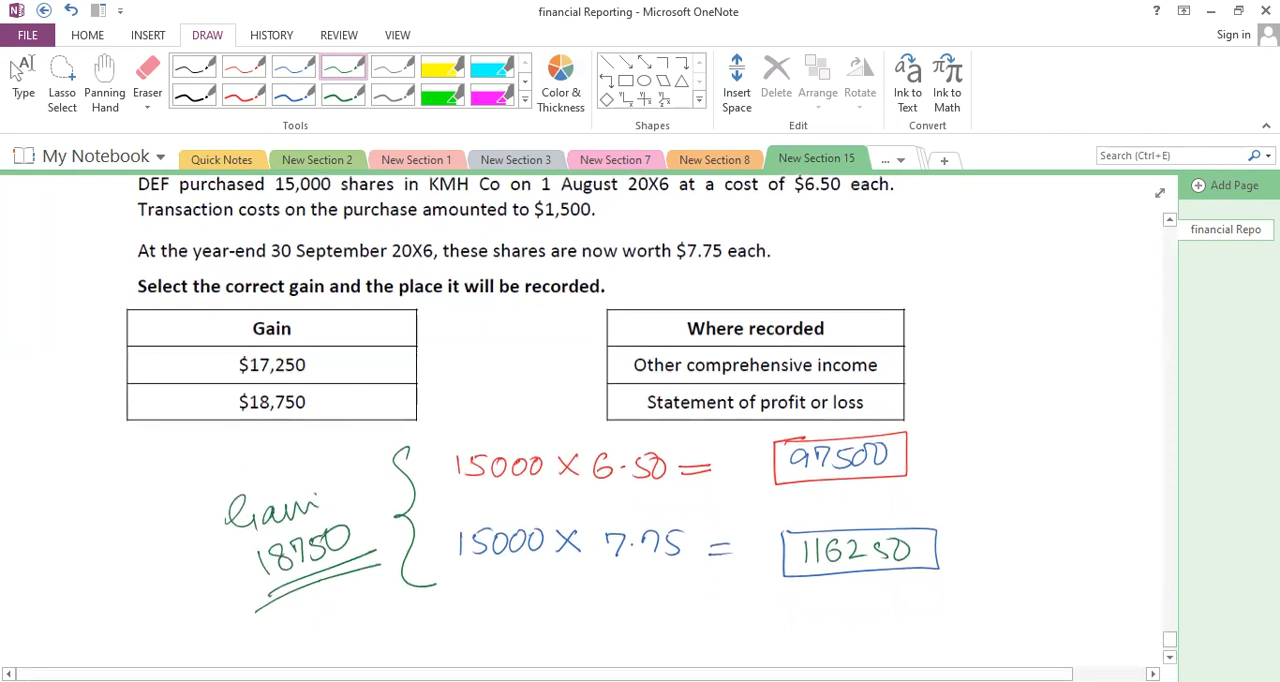 financial Reporting - Microsoft OneNote
?
FILE HOME INSERT DRAW HISTORY REVIEW VIEW
Sign in
Type
Lasso Select
Panning Hand
Eraser
Color & Thickness
Insert Space
Delete
Arrange
Rotate
Ink to Text
Ink to Math
Tools
Shapes
Edit
Convert
My Notebook
Quick Notes
New Section 2
New Section 1
New Section 3
New Section 7
New Section 8
New Section 15
...
Search (Ctrl+E)
Add Page
financial Repo
DEF purchased 15,000 shares in KMH Co on 1 August 20X6 at a cost of $6.50 each.
Transaction costs on the purchase amounted to $1,500.
At the year-end 30 September 20X6, these shares are now worth $7.75 each.
Select the correct gain and the place it will be recorded.
Gain
$17,250
$18,750
Where recorded
Other comprehensive income
Statement of profit or loss
15000 X 6.50 = 97500
Gain
18750
15000 X 7.75 = 116250